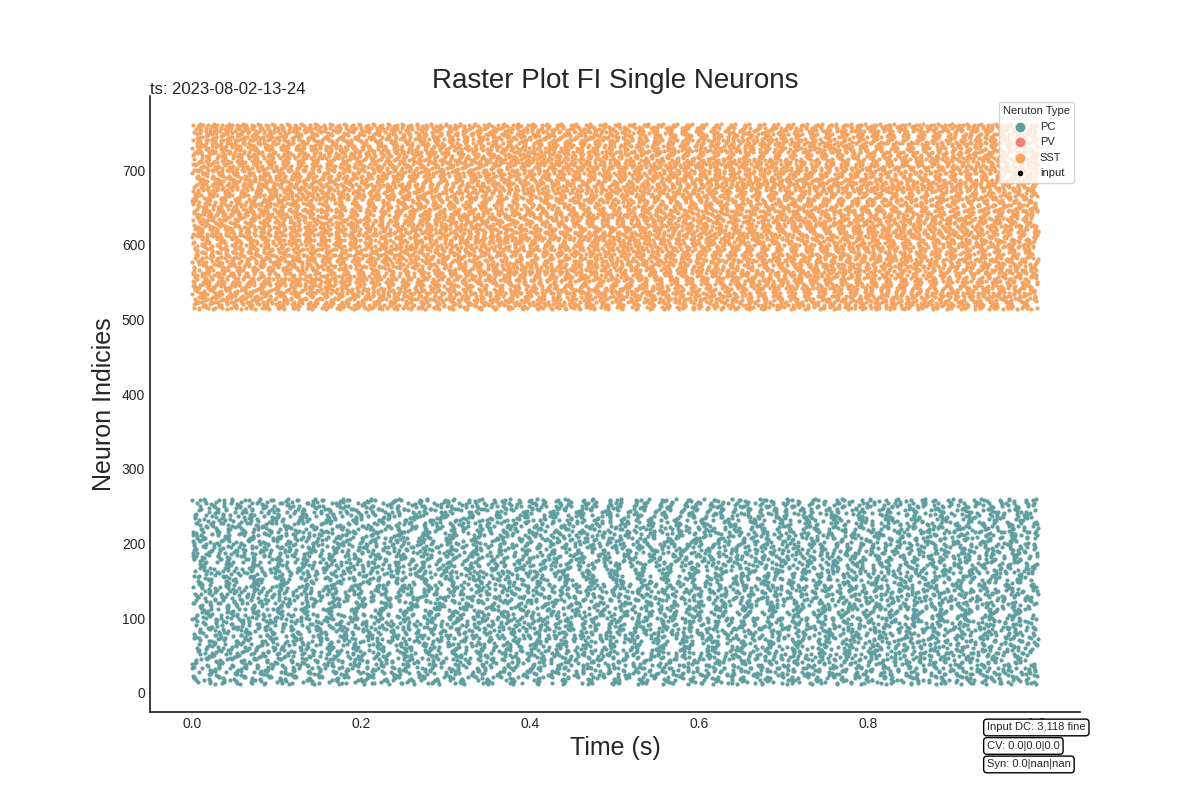 Raster Plot FI Single Neurons
ts: 2023-08-02-13-24
Neruton Type
PC
PV
SST
input
Neuron Indicies
700
600
500
400
300
200
100
0
0.0 0.2 0.4 0.6 0.8
Time (s)
Input DC: 3,118 fine
CV: 0.0|0.0|0.0
Syn: 0.0|nan|nan